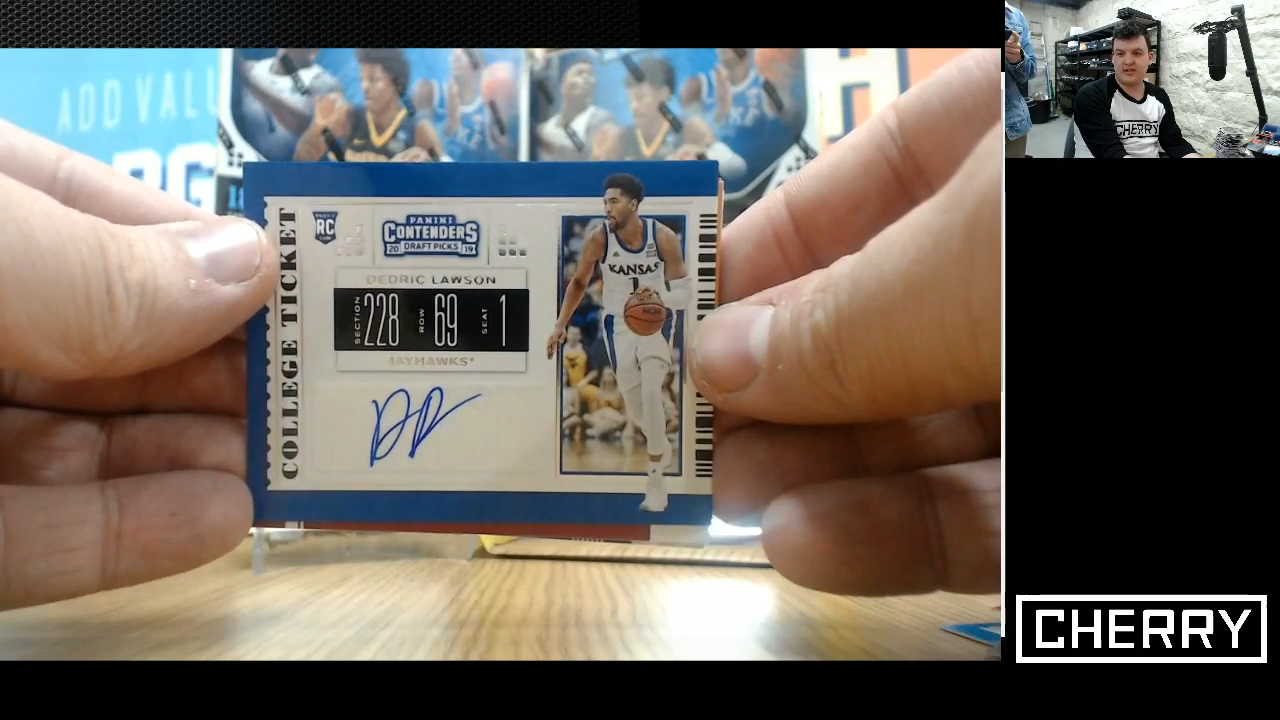 ADD VALU
RC
PANINI
CONTENDERS
20 DRAFT PICKS 19
COLLEGE TICKET
DEDRIC LAWSON
SECTION 228 ROW 69 SEAT 1
JAYHAWKS
KANSAS
1
CHERRY
CHERRY